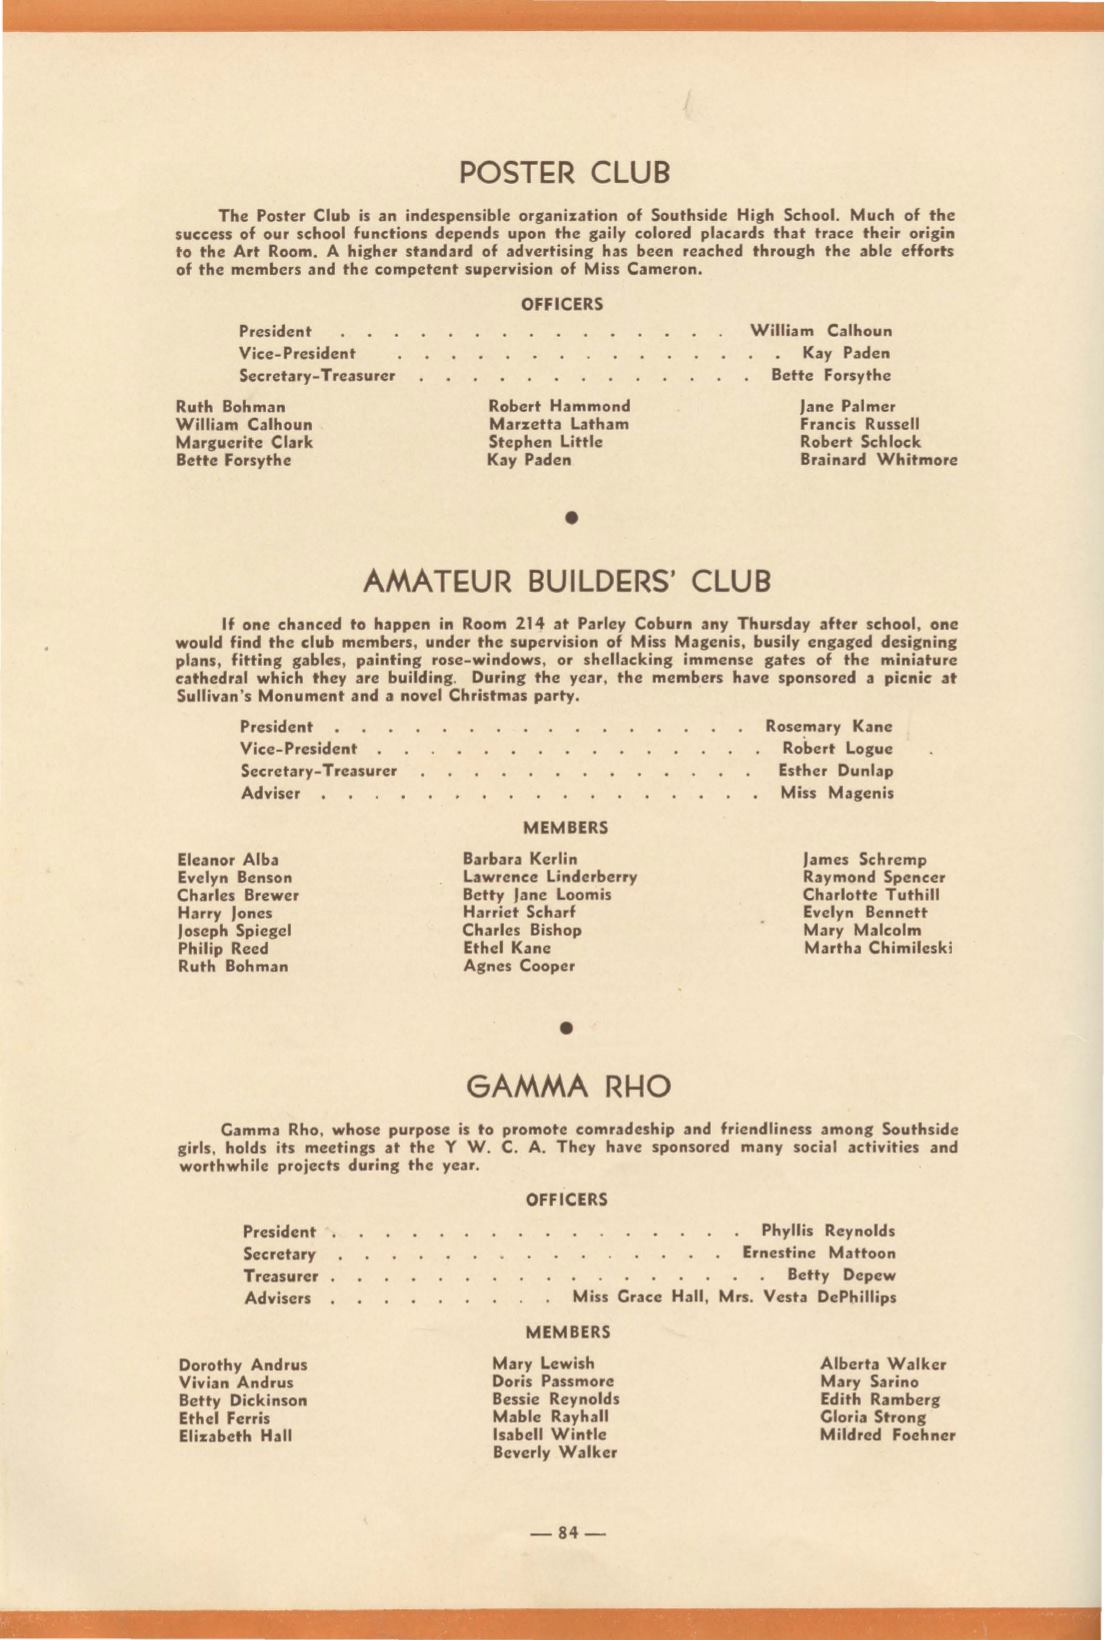 POSTER CLUB
The Poster Club is an indespensible organization of Southside High School. Much of the
success of our school functions depends upon the gaily colored placards that trace their origin
to the Art Room. A higher standard of advertising has been reached through the able efforts
of the members and the competent supervision of Miss Cameron.
OFFICERS
President . . . . . . . . . . . . . . . William Calhoun
Vice-President . . . . . . . . . . . . . . . Kay Paden
Secretary-Treasurer . . . . . . . . . . . . . Bette Forsythe
Ruth Bohman Robert Hammond Jane Palmer
William Calhoun Marzetta Latham Francis Russell
Marguerite Clark Stephen Little Robert Schlock
Bette Forsythe Kay Paden Brainard Whitmore
●
AMATEUR BUILDERS' CLUB
If one chanced to happen in Room 214 at Parley Coburn any Thursday after school, one
would find the club members, under the supervision of Miss Magenis, busily engaged designing
plans, fitting gables, painting rose-windows, or shellacking immense gates of the miniature
cathedral which they are building. During the year, the members have sponsored a picnic at
Sullivan's Monument and a novel Christmas party.
President . . . . . . . . . . . . . . . . Rosemary Kane
Vice-President . . . . . . . . . . . . . . . Robert Logue
Secretary-Treasurer . . . . . . . . . . . . . Esther Dunlap
Adviser . . . . . . . . . . . . . . . . . Miss Magenis
MEMBERS
Eleanor Alba Barbara Kerlin James Schremp
Evelyn Benson Lawrence Linderberry Raymond Spencer
Charles Brewer Betty Jane Loomis Charlotte Tuthill
Harry Jones Harriet Scharf Evelyn Bennett
Joseph Spiegel Charles Bishop Mary Malcolm
Philip Reed Ethel Kane Martha Chimileski
Ruth Bohman Agnes Cooper
●
GAMMA RHO
Gamma Rho, whose purpose is to promote comradeship and friendliness among Southside
girls, holds its meetings at the Y W. C. A. They have sponsored many social activities and
worthwhile projects during the year.
OFFICERS
President . . . . . . . . . . . . . . . . Phyllis Reynolds
Secretary . . . . . . . . . . . . . . . Ernestine Mattoon
Treasurer . . . . . . . . . . . . . . . . . Betty Depew
Advisers . . . . . . . . . Miss Grace Hall, Mrs. Vesta DePhillips
MEMBERS
Dorothy Andrus Mary Lewish Alberta Walker
Vivian Andrus Doris Passmore Mary Sarino
Betty Dickinson Bessie Reynolds Edith Ramberg
Ethel Ferris Mable Rayhall Gloria Strong
Elizabeth Hall Isabell Wintle Mildred Foehner
Beverly Walker
— 84 —